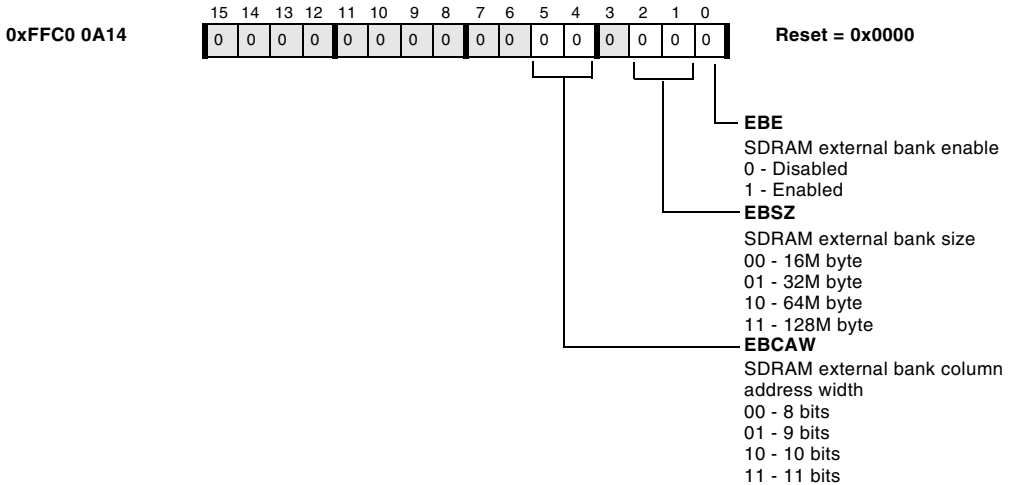 15 14 13 12 11 10 9 8 7 6 5 4 3 2 1 0
0xFFC0 0A14 0 0 0 0 0 0 0 0 0 0 0 0 0 0 0 0 Reset = 0x0000
EBE
SDRAM external bank enable
0 - Disabled
1 - Enabled
EBSZ
SDRAM external bank size
00 - 16M byte
01 - 32M byte
10 - 64M byte
11 - 128M byte
EBCAW
SDRAM external bank column
address width
00 - 8 bits
01 - 9 bits
10 - 10 bits
11 - 11 bits